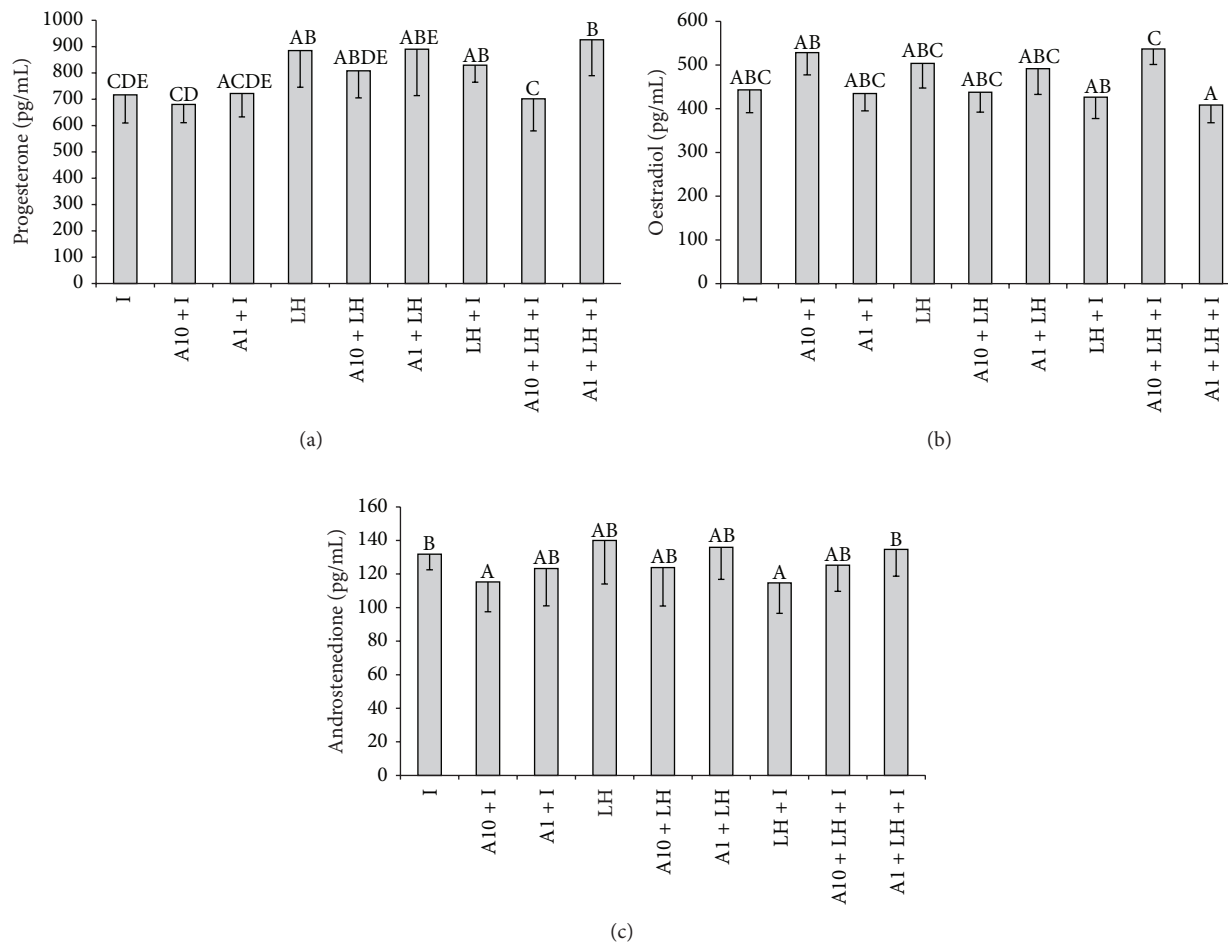 1000
900
800
700
600
500
400
300
200
100
0
Progesterone (pg/mL)
CDE
CD
ACDE
AB
ABDE
ABE
AB
C
B
I
A10 + I
A1 + I
LH
A10 + LH
A1 + LH
LH + I
A10 + LH + I
A1 + LH + I
(a)
600
500
400
300
200
100
0
Oestradiol (pg/mL)
ABC
AB
ABC
ABC
ABC
ABC
AB
C
A
I
A10 + I
A1 + I
LH
A10 + LH
A1 + LH
LH + I
A10 + LH + I
A1 + LH + I
(b)
160
140
120
100
80
60
40
20
0
Androstenedione (pg/mL)
B
A
AB
AB
AB
AB
A
AB
B
I
A10 + I
A1 + I
LH
A10 + LH
A1 + LH
LH + I
A10 + LH + I
A1 + LH + I
(c)